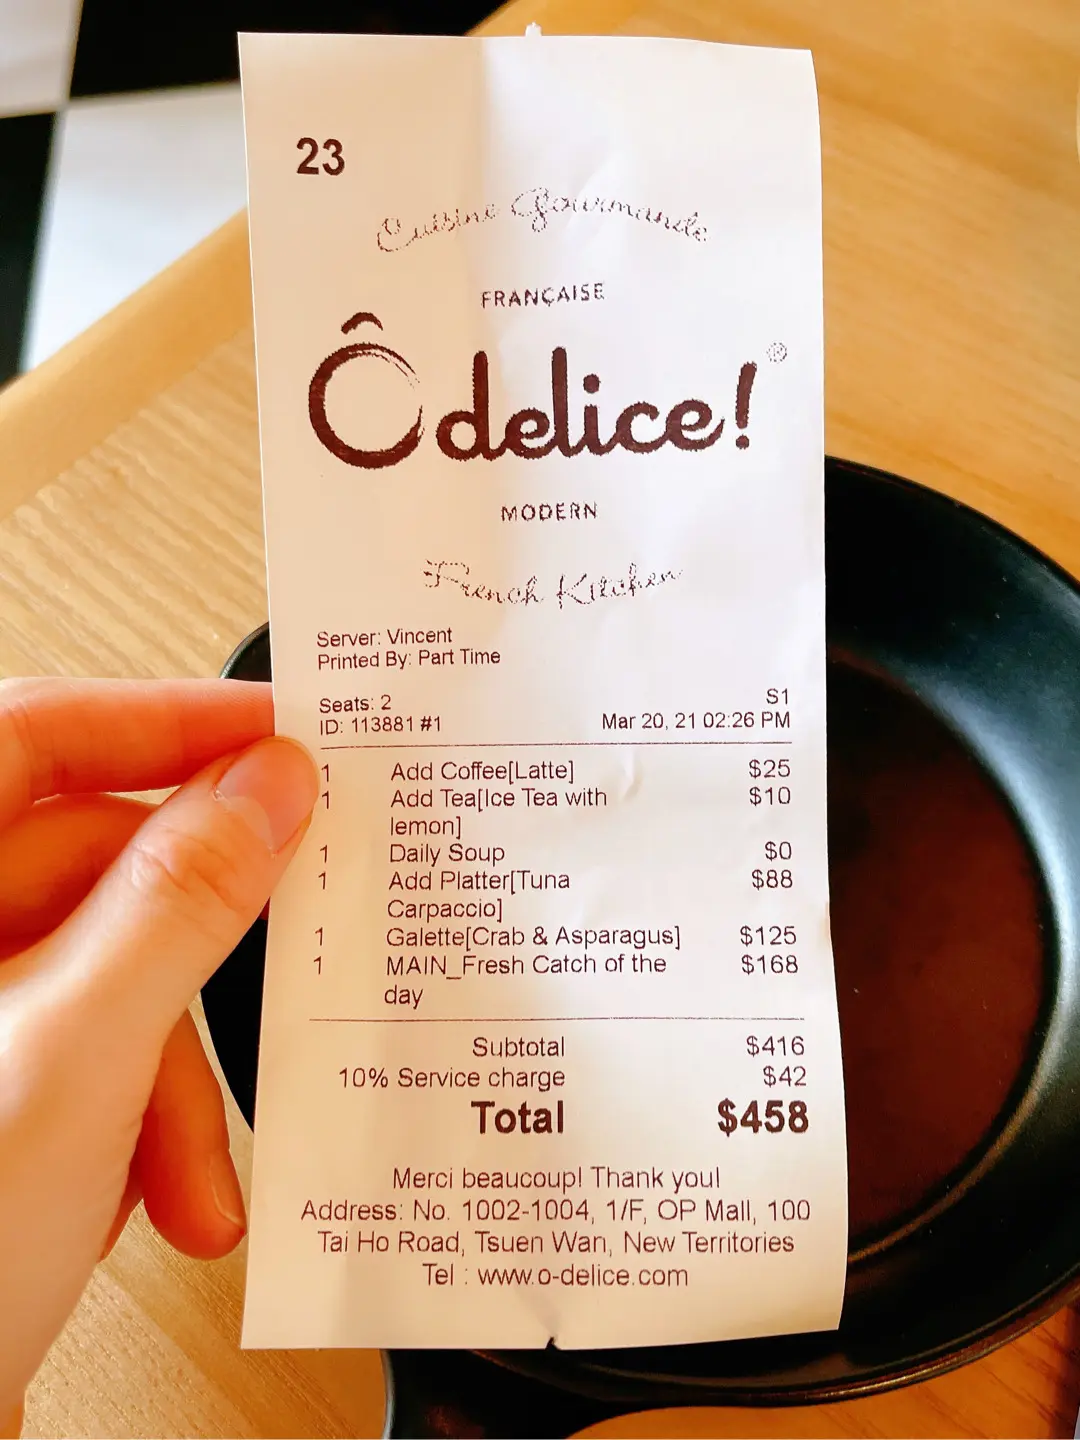 23
Cuisine Gourmande
FRANÇAISE
Ôdelice!®
MODERN
French Kitchen
Server: Vincent
Printed By: Part Time
Seats: 2 S1
ID: 113881 #1 Mar 20, 21 02:26 PM
1 Add Coffee[Latte] $25
1 Add Tea[Ice Tea with $10
lemon]
1 Daily Soup $0
1 Add Platter[Tuna $88
Carpaccio]
1 Galette[Crab & Asparagus] $125
1 MAIN_Fresh Catch of the $168
day
Subtotal $416
10% Service charge $42
Total $458
Merci beaucoup! Thank you!
Address: No. 1002-1004, 1/F, OP Mall, 100
Tai Ho Road, Tsuen Wan, New Territories
Tel : www.o-delice.com